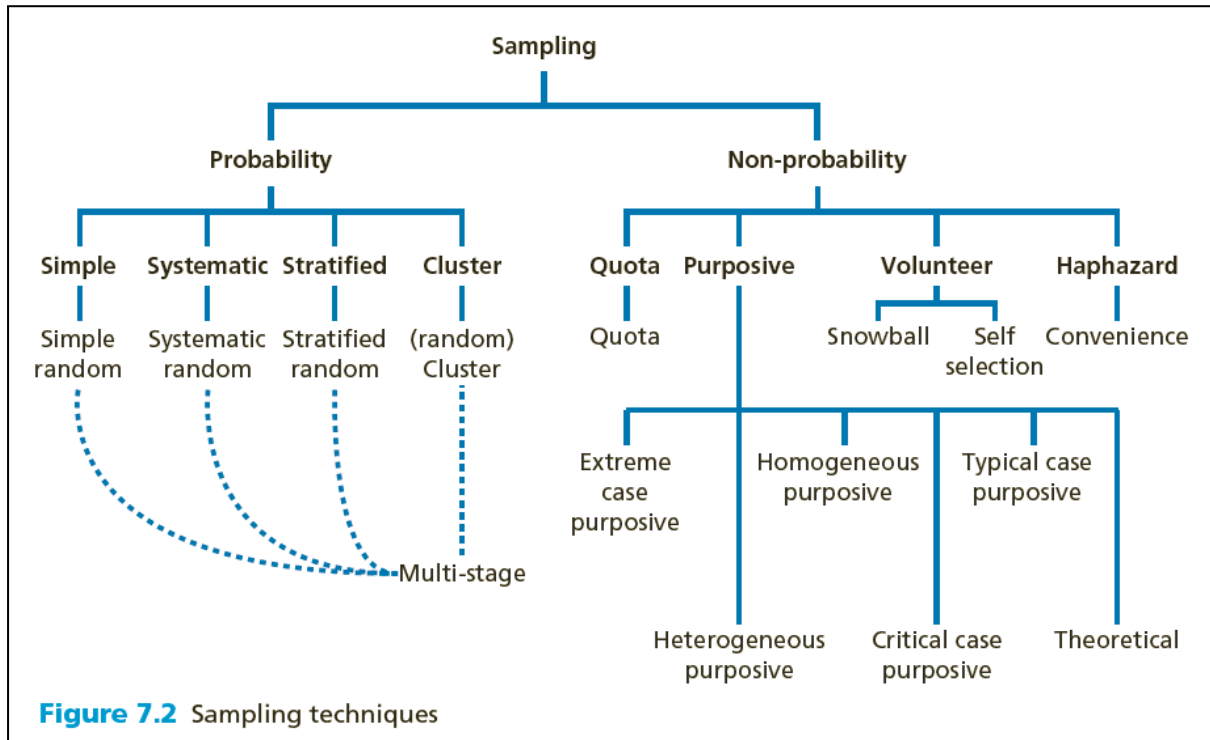 Sampling
Probability Non-probability
Simple Systematic Stratified Cluster Quota Purposive Volunteer Haphazard
Simple Systematic Stratified (random) Quota Snowball Self Convenience
random random random Cluster selection
Extreme Homogeneous Typical case
case purposive purposive
purposive
Multi-stage
Heterogeneous Critical case Theoretical
purposive purposive
Figure 7.2 Sampling techniques